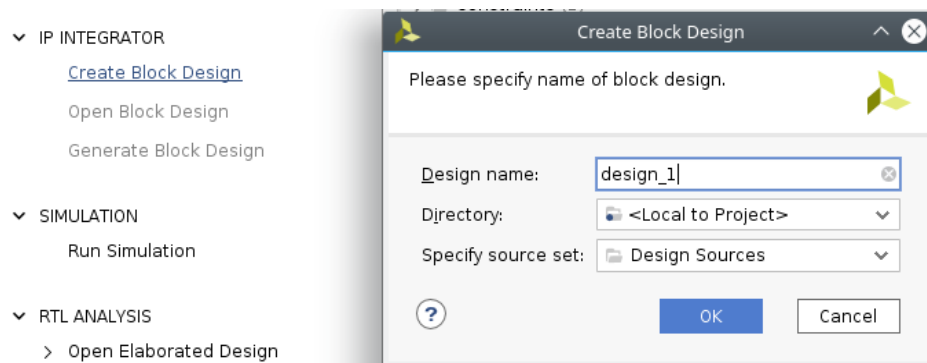 IP INTEGRATOR
Create Block Design
Open Block Design
Generate Block Design
SIMULATION
Run Simulation
RTL ANALYSIS
Open Elaborated Design
Create Block Design
Please specify name of block design.
Design name: design_1
Directory: <Local to Project>
Specify source set: Design Sources
? OK Cancel